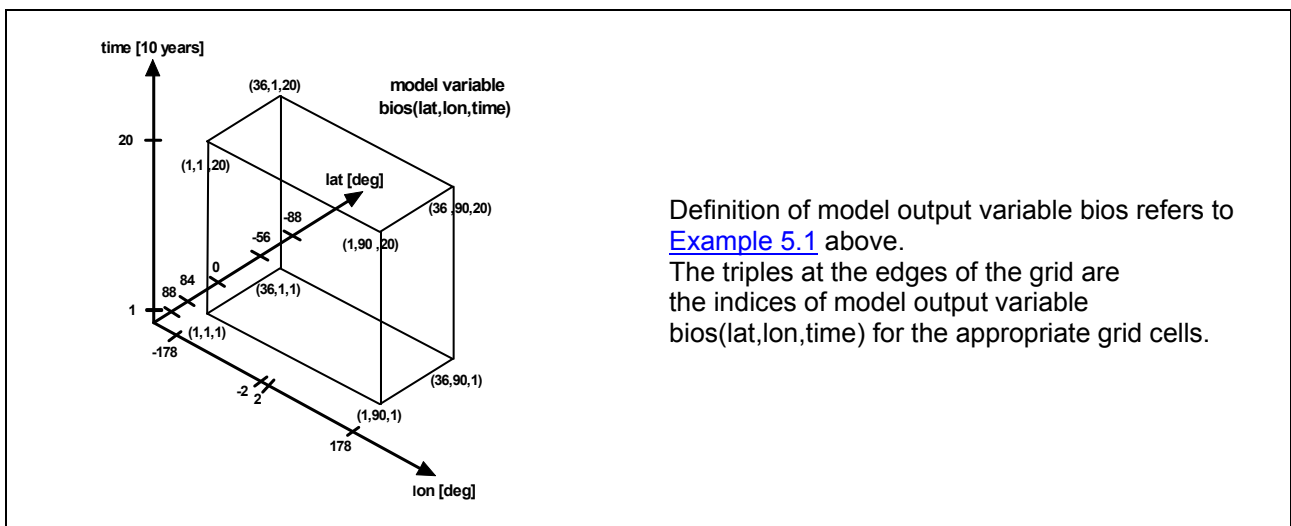 time [10 years]
(36,1,20)
model variable
bios(lat,lon,time)
20
(1,1 ,20)
lat [deg]
-88
(36 ,90,20)
-56
(1,90 ,20)
0
84
88
(36,1,1)
1
(1,1,1)
-178
(36,90,1)
-2
2
(1,90,1)
178
lon [deg]
Definition of model output variable bios refers to
Example 5.1 above.
The triples at the edges of the grid are
the indices of model output variable
bios(lat,lon,time) for the appropriate grid cells.